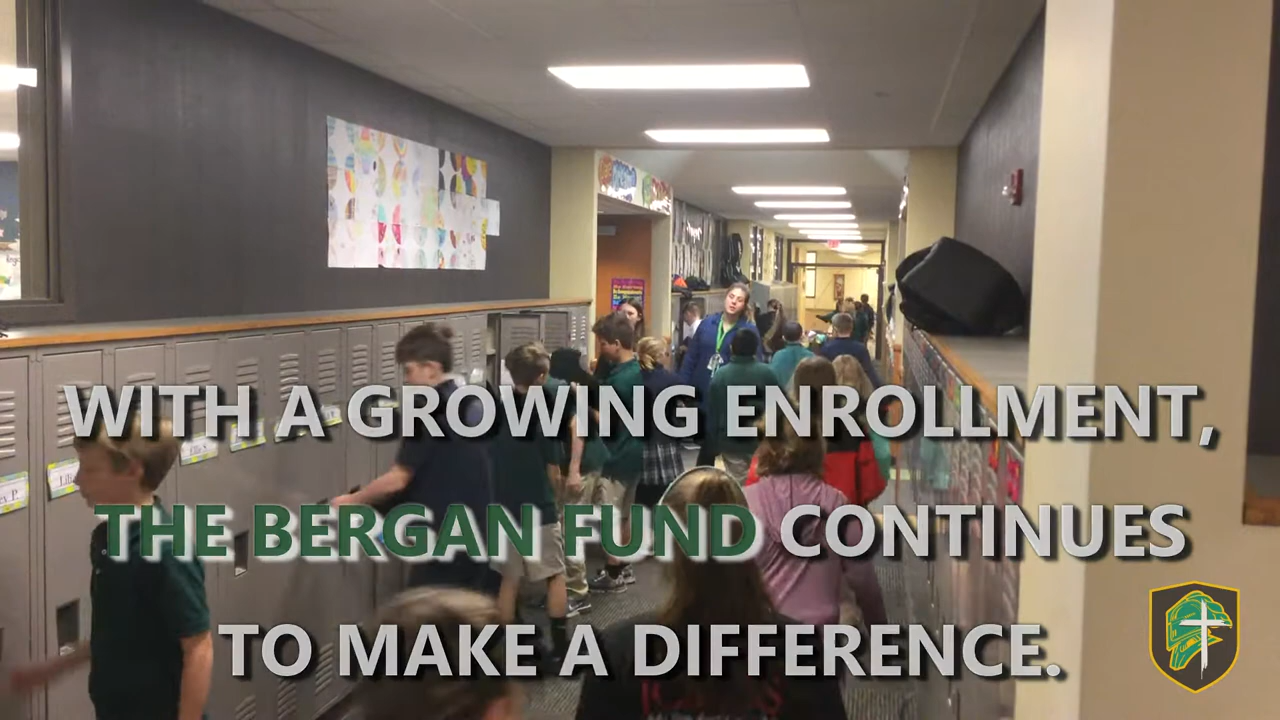 WITH A GROWING ENROLLMENT,
THE BERGAN FUND CONTINUES
TO MAKE A DIFFERENCE.